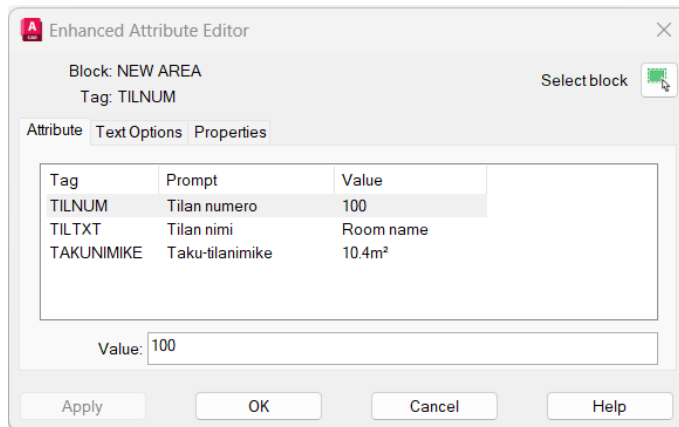 Enhanced Attribute Editor
Block: NEW AREA
Select block
Tag: TILNUM
Attribute Text Options Properties
Tag Prompt Value
TILNUM Tilan numero 100
TILTXT Tilan nimi Room name
TAKUNIMIKE Taku-tilanimike 10.4m²
Value: 100
Apply OK Cancel Help